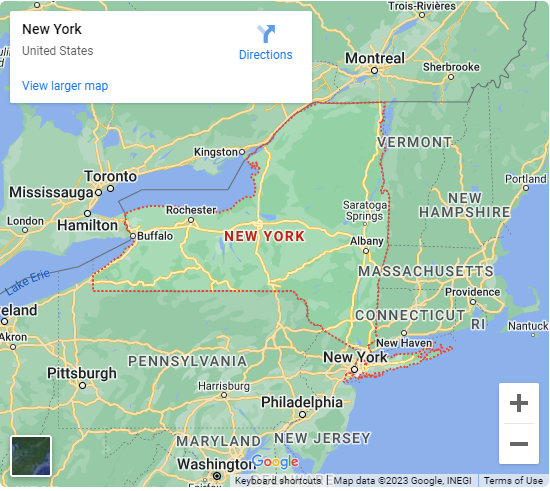 New York
United States
Directions
View larger map
Trois-Rivières
Montreal
Sherbrooke
Kingston
VERMONT
Toronto
Mississauga
Portland
NEW
HAMPSHIRE
London
Hamilton
Rochester
Saratoga
Springs
Buffalo
NEW YORK
Albany
Lake Erie
MASSACHUSETTS
Providence
eland
CONNECTICUT
RI
Nantucket
Akron
New Haven
New York
PENNSYLVANIA
Pittsburgh
Harrisburg
Philadelphia
MARYLAND
NEW JERSEY
Washington
Google
Fairfax
Keyboard shortcuts
Map data ©2023 Google, INEGI
Terms of Use